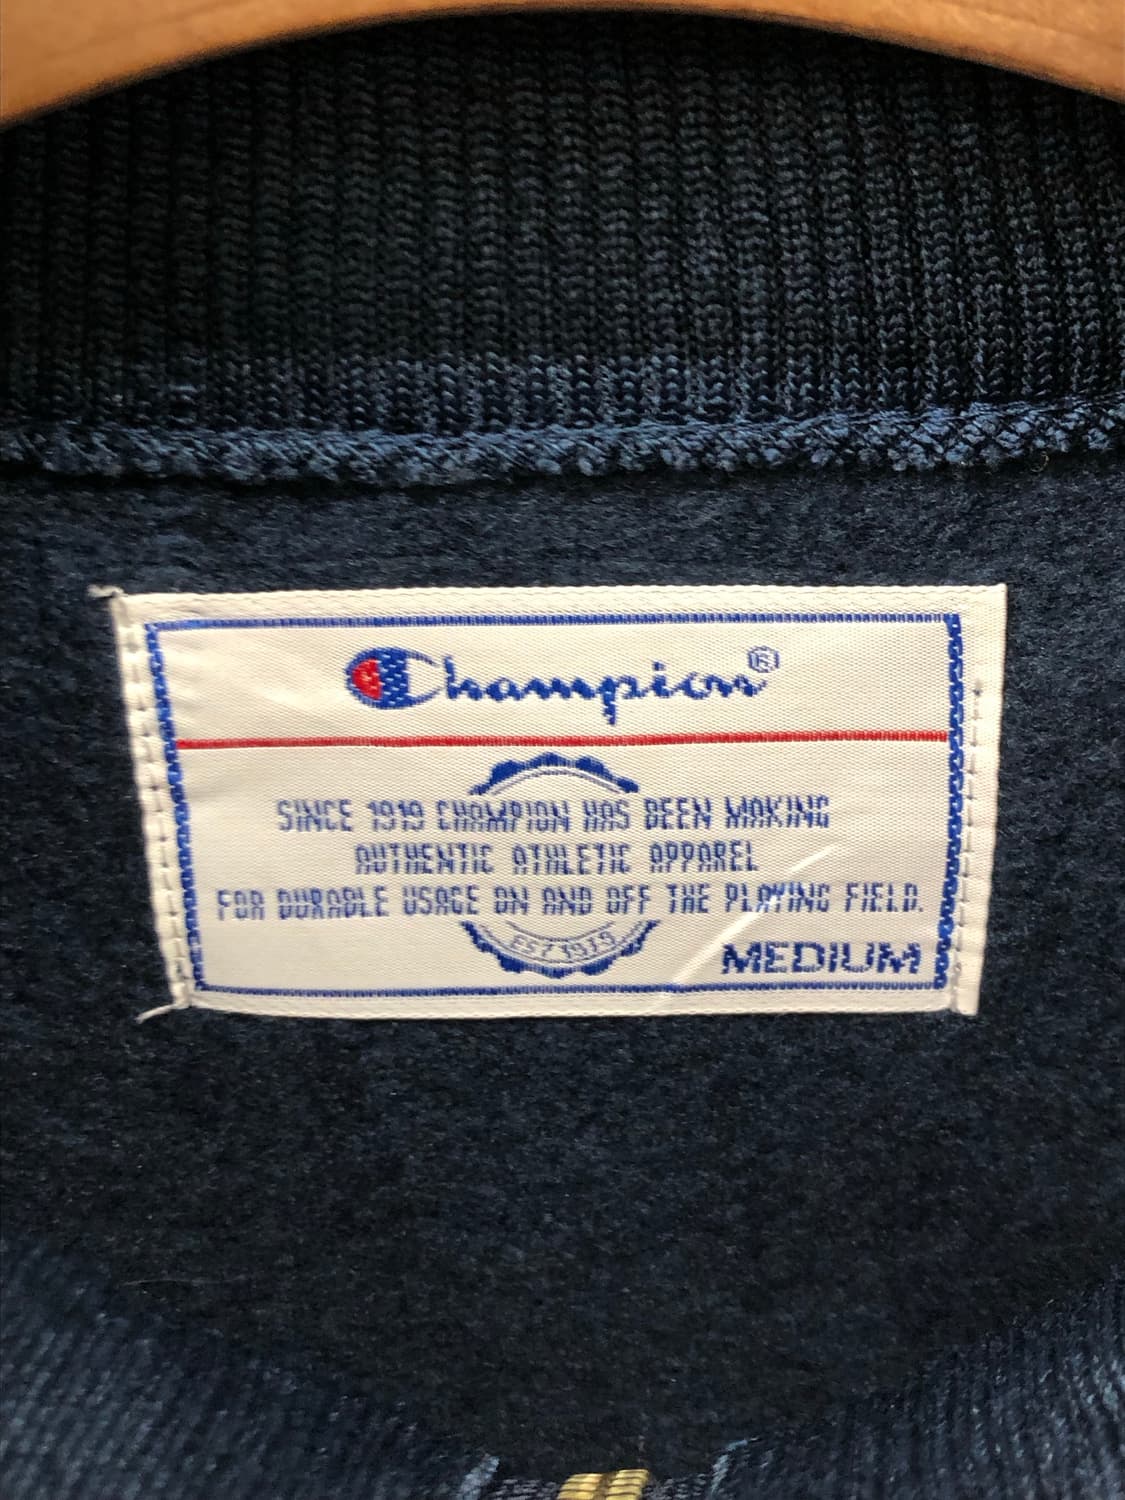 Champion®
SINCE 1919 CHAMPION HAS BEEN MAKING
AUTHENTIC ATHLETIC APPAREL
FOR DURABLE USAGE ON AND OFF THE PLAYING FIELD.
EST 1919
MEDIUM